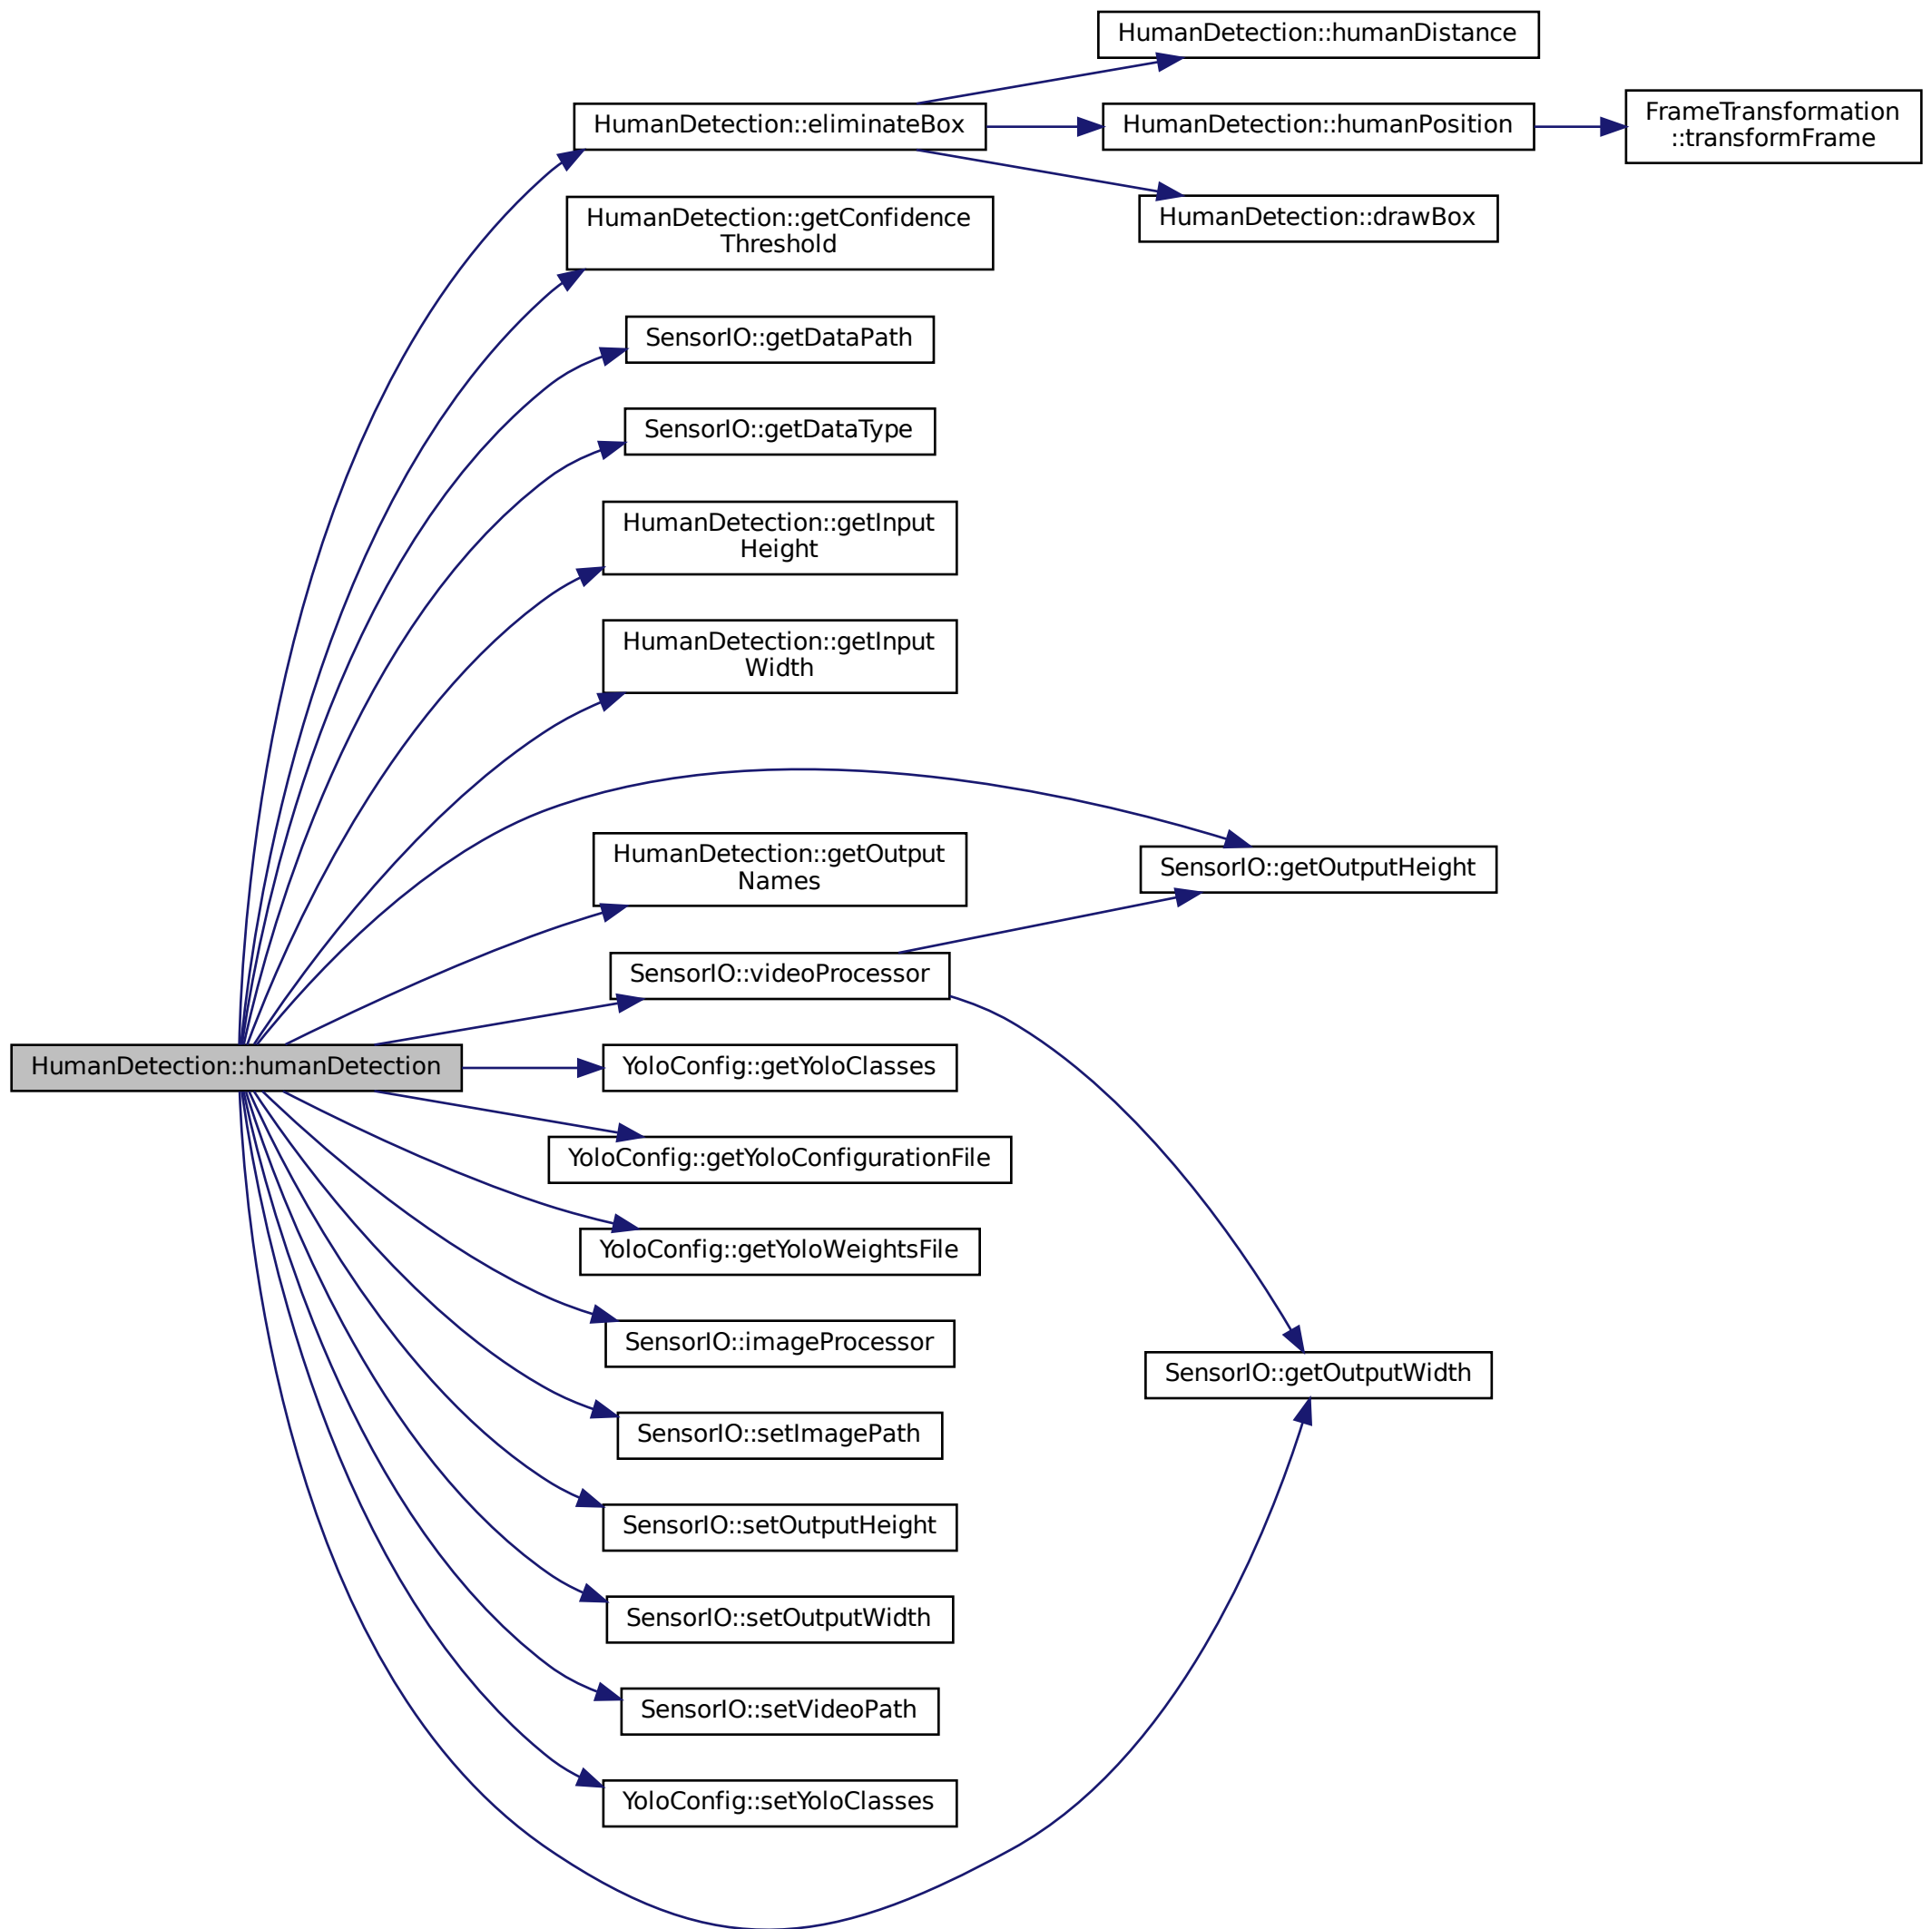 HumanDetection::humanDetection
HumanDetection::eliminateBox
HumanDetection::humanDistance
HumanDetection::humanPosition
FrameTransformation
::transformFrame
HumanDetection::drawBox
HumanDetection::getConfidence
Threshold
SensorIO::getDataPath
SensorIO::getDataType
HumanDetection::getInput
Height
HumanDetection::getInput
Width
SensorIO::getOutputHeight
HumanDetection::getOutput
Names
SensorIO::videoProcessor
YoloConfig::getYoloClasses
YoloConfig::getYoloConfigurationFile
YoloConfig::getYoloWeightsFile
SensorIO::imageProcessor
SensorIO::getOutputWidth
SensorIO::setImagePath
SensorIO::setOutputHeight
SensorIO::setOutputWidth
SensorIO::setVideoPath
YoloConfig::setYoloClasses